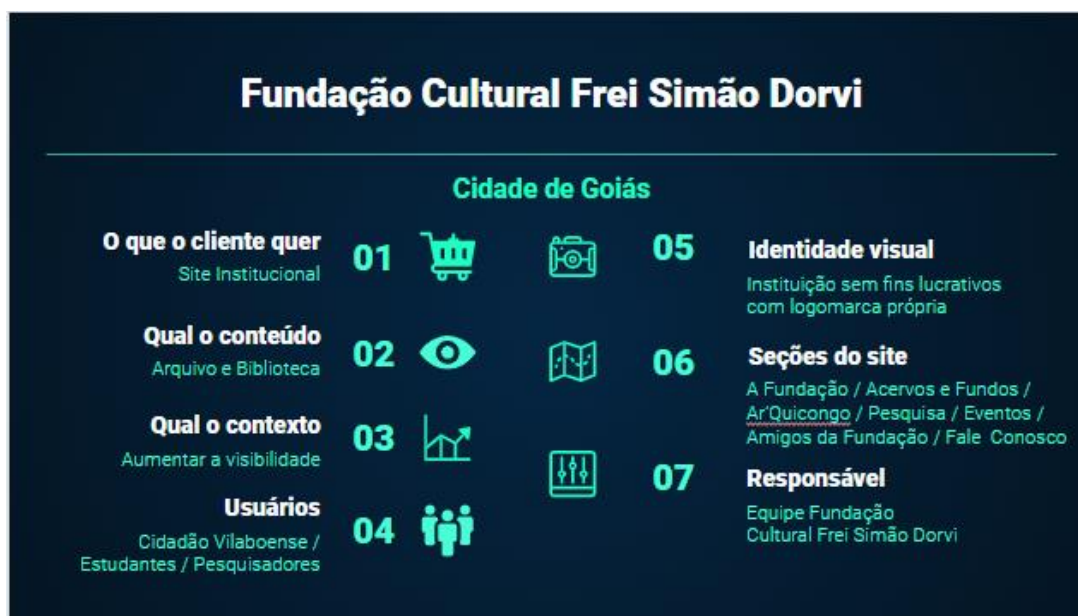 Fundação Cultural Frei Simão Dorvi
Cidade de Goiás
O que o cliente quer
Site Institucional
01
Qual o conteúdo
Arquivo e Biblioteca
02
Qual o contexto
Aumentar a visibilidade
03
Usuários
Cidadão Vilaboense /
Estudantes / Pesquisadores
04
05
Identidade visual
Instituição sem fins lucrativos
com logomarca própria
06
Seções do site
A Fundação / Acervos e Fundos /
Ar'Quicongo / Pesquisa / Eventos /
Amigos da Fundação / Fale Conosco
07
Responsável
Equipe Fundação
Cultural Frei Simão Dorvi